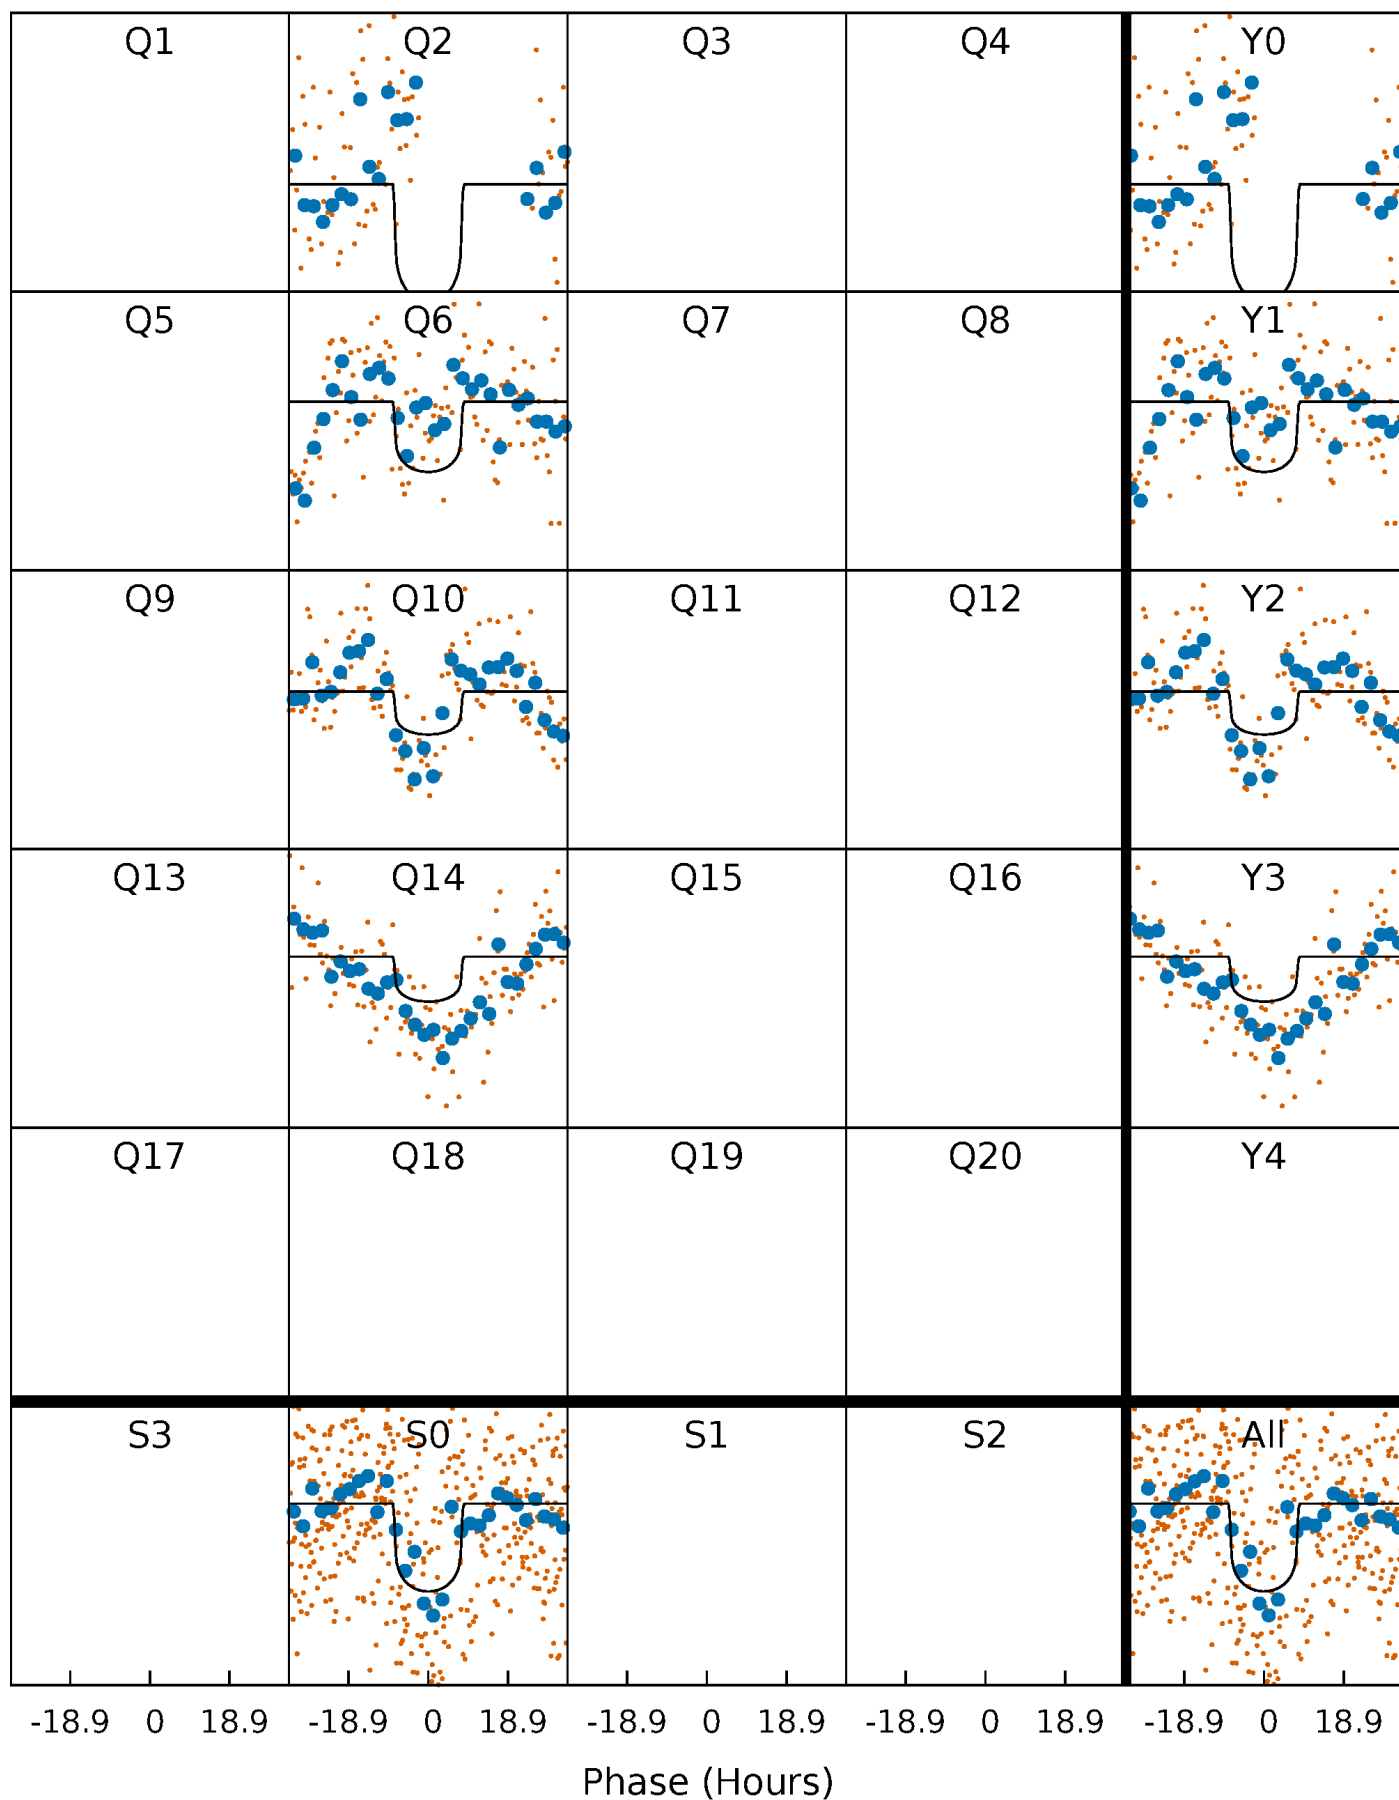 Q1 Q2 Q3 Q4 Y0
Q5 Q6 Q7 Q8 Y1
Q9 Q10 Q11 Q12 Y2
Q13 Q14 Q15 Q16 Y3
Q17 Q18 Q19 Q20 Y4
S3 S0 S1 S2 All
-18.9 0 18.9 -18.9 0 18.9 -18.9 0 18.9 -18.9 0 18.9 -18.9 0 18.9
Phase (Hours)